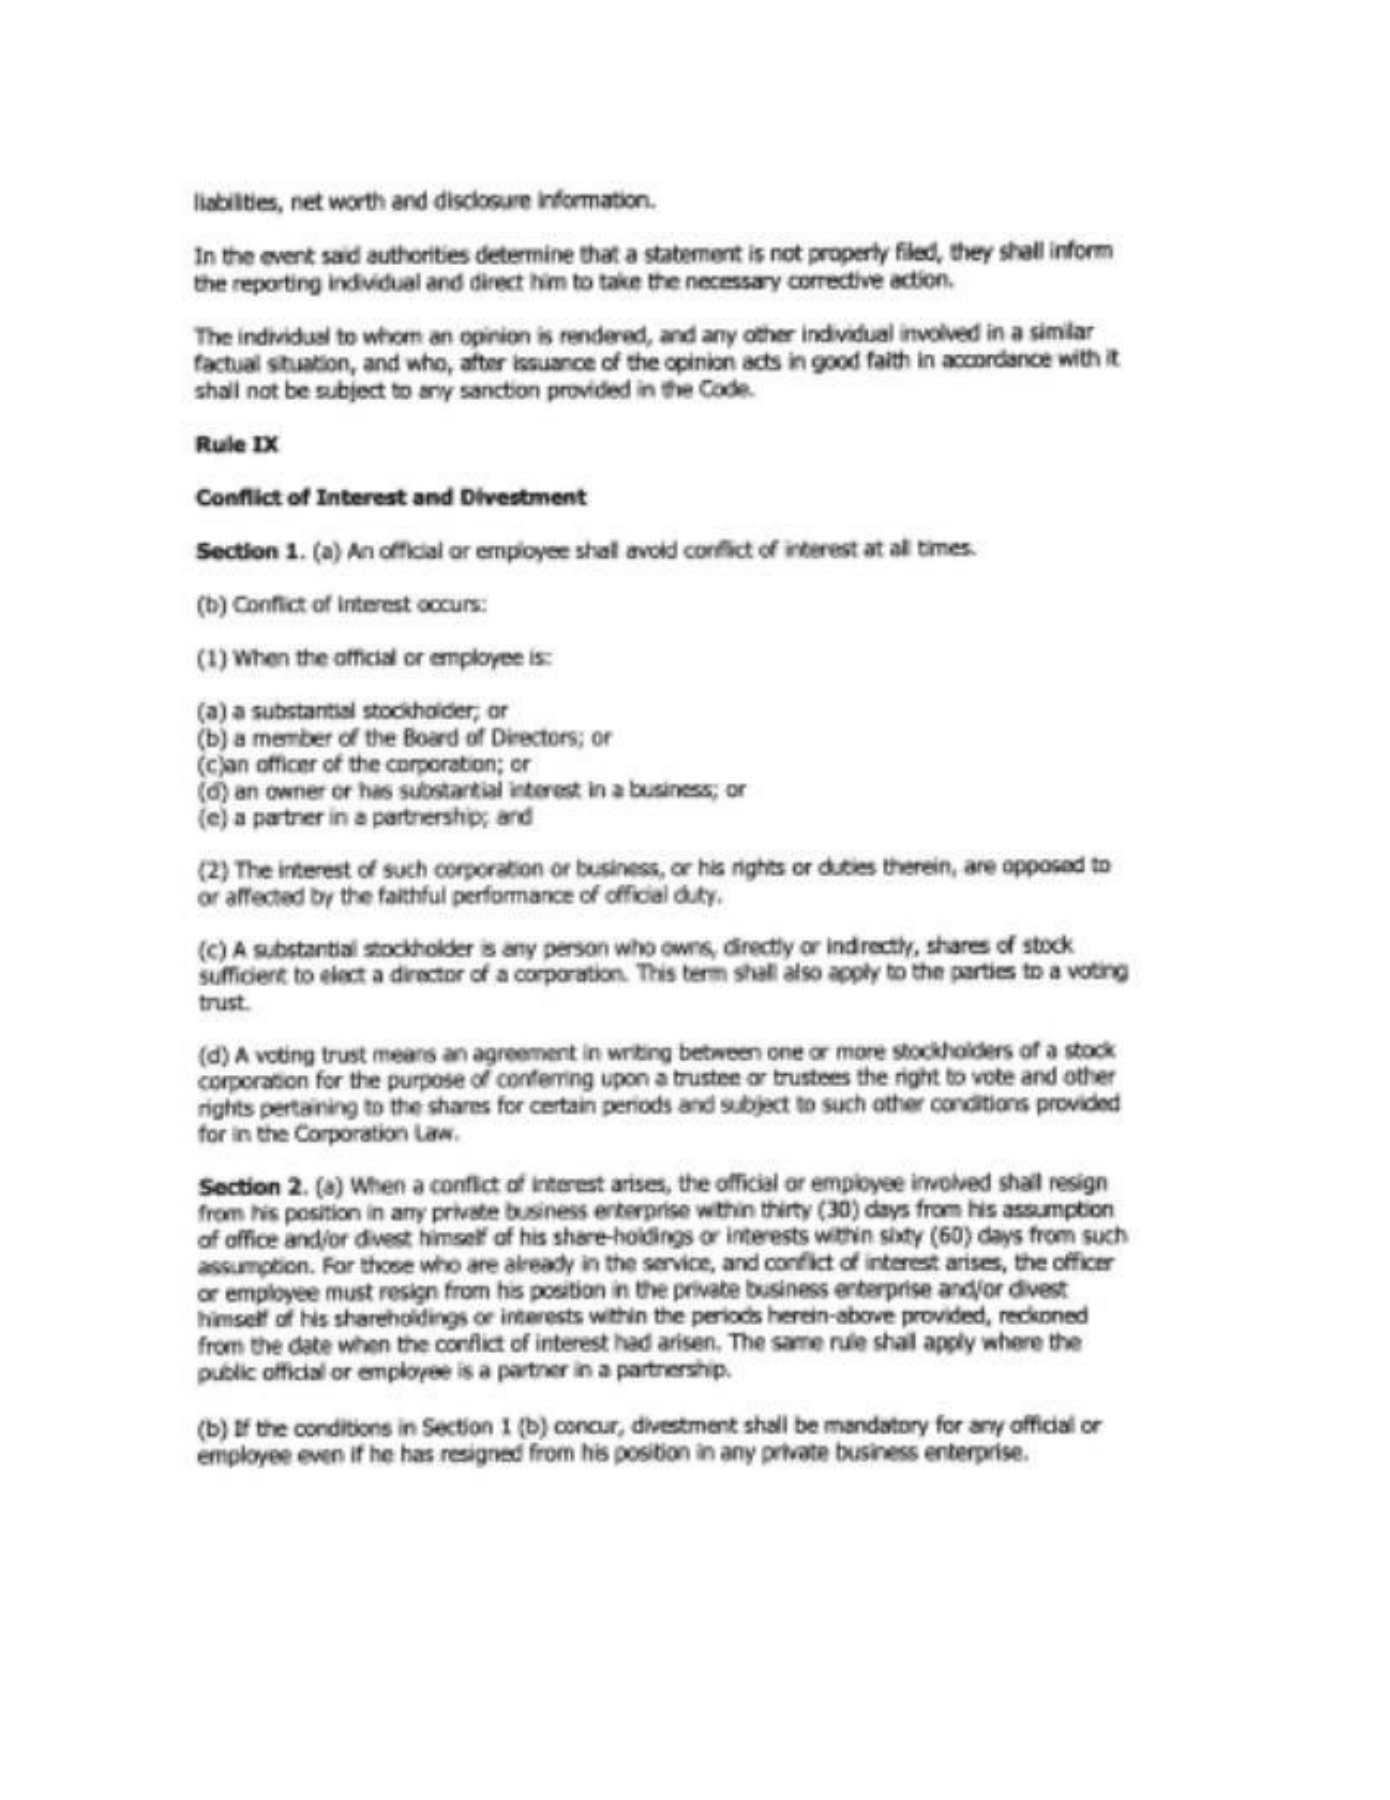 liabilities, net worth and disclosure information.
In the event said authorities determine that a statement is not properly filed, they shall inform
the reporting individual and direct him to take the necessary corrective action.
The individual to whom an opinion is rendered, and any other individual involved in a similar
factual situation, and who, after issuance of the opinion acts in good faith in accordance with it
shall not be subject to any sanction provided in the Code.
Rule IX
Conflict of Interest and Divestment
Section 1. (a) An official or employee shall avoid conflict of interest at all times.
(b) Conflict of interest occurs:
(1) When the official or employee is:
(a) a substantial stockholder; or
(b) a member of the Board of Directors; or
(c)an officer of the corporation; or
(d) an owner or has substantial interest in a business; or
(e) a partner in a partnership; and
(2) The interest of such corporation or business, or his rights or duties therein, are opposed to
or affected by the faithful performance of official duty.
(c) A substantial stockholder is any person who owns, directly or indirectly, shares of stock
sufficient to elect a director of a corporation. This term shall also apply to the parties to a voting
trust.
(d) A voting trust means an agreement in writing between one or more stockholders of a stock
corporation for the purpose of conferring upon a trustee or trustees the right to vote and other
rights pertaining to the shares for certain periods and subject to such other conditions provided
for in the Corporation Law.
Section 2. (a) When a conflict of interest arises, the official or employee involved shall resign
from his position in any private business enterprise within thirty (30) days from his assumption
of office and/or divest himself of his share-holdings or interests within sixty (60) days from such
assumption. For those who are already in the service, and conflict of interest arises, the officer
or employee must resign from his position in the private business enterprise and/or divest
himself of his shareholdings or interests within the periods herein-above provided, reckoned
from the date when the conflict of interest had arisen. The same rule shall apply where the
public official or employee is a partner in a partnership.
(b) If the conditions in Section 1 (b) concur, divestment shall be mandatory for any official or
employee even if he has resigned from his position in any private business enterprise.